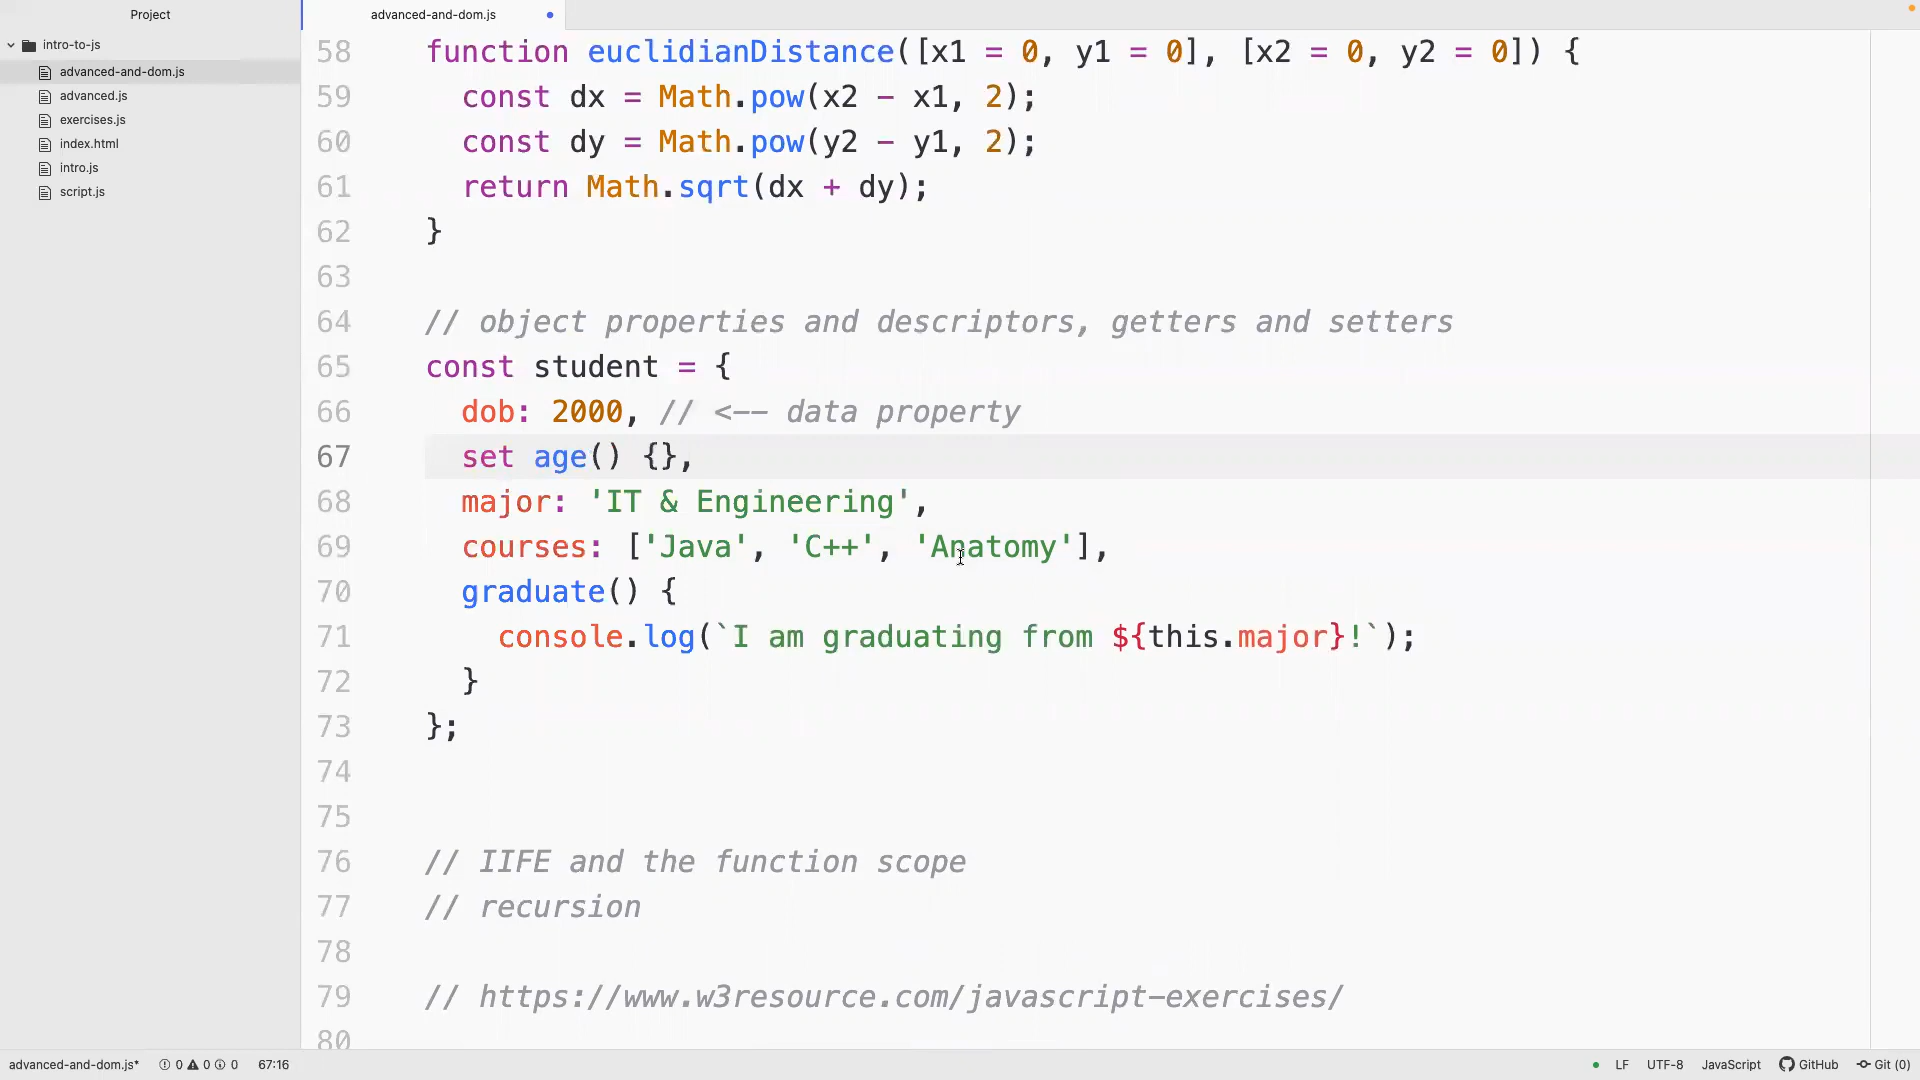 Project
intro-to-js
advanced-and-dom.js
advanced.js
exercises.js
index.html
intro.js
script.js
advanced-and-dom.js
58 function euclidianDistance([x1 = 0, y1 = 0], [x2 = 0, y2 = 0]) {
59 const dx = Math.pow(x2 - x1, 2);
60 const dy = Math.pow(y2 - y1, 2);
61 return Math.sqrt(dx + dy);
62 }
63
64 // object properties and descriptors, getters and setters
65 const student = {
66 dob: 2000, // <-- data property
67 set age() {},
68 major: 'IT & Engineering',
69 courses: ['Java', 'C++', 'Anatomy'],
70 graduate() {
71 console.log(`I am graduating from ${this.major}!`);
72 }
73 };
74
75
76 // IIFE and the function scope
77 // recursion
78
79 // https://www.w3resource.com/javascript-exercises/
80
advanced-and-dom.js* 0 0 0 67:16 LF UTF-8 JavaScript GitHub Git (0)